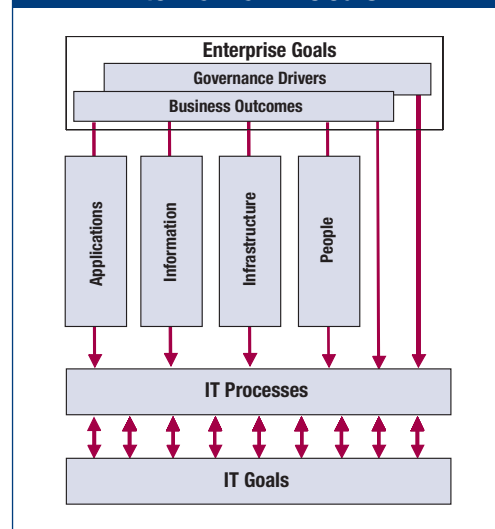 Enterprise Goals
Governance Drivers
Business Outcomes
Applications
Information
Infrastructure
People
IT Processes
IT Goals